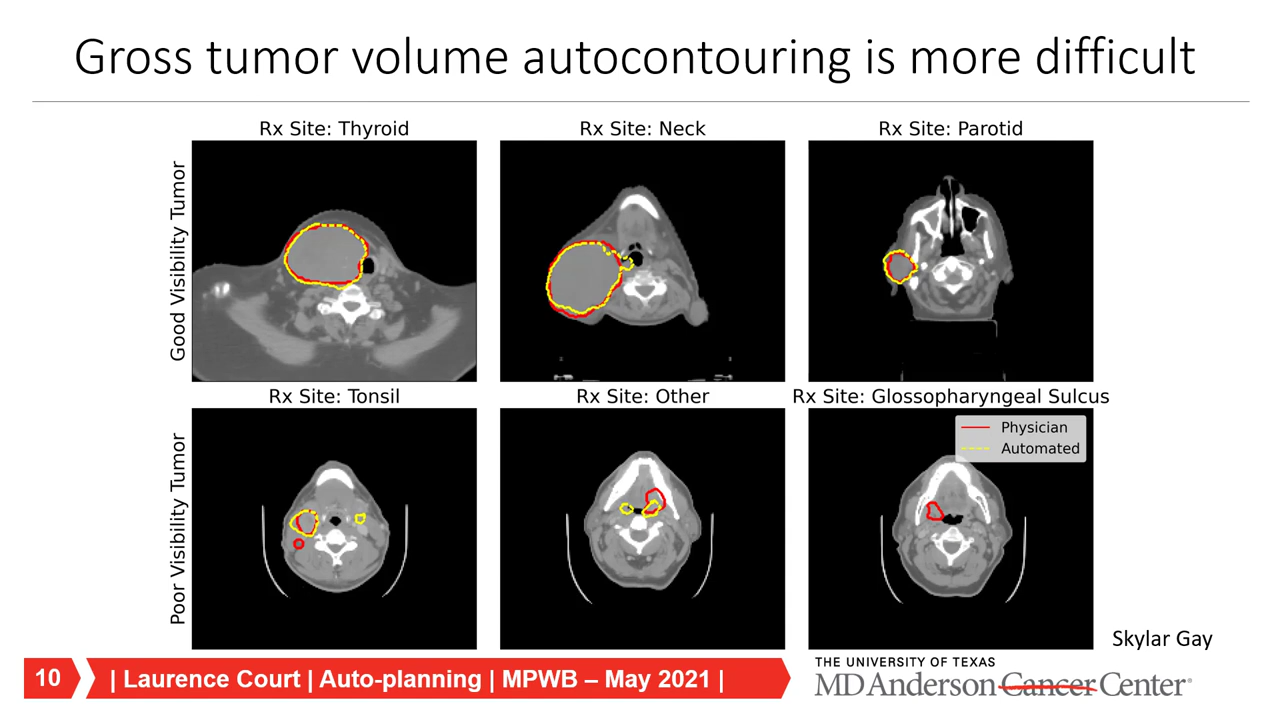 Gross tumor volume autocontouring is more difficult
Rx Site: Thyroid
Rx Site: Neck
Rx Site: Parotid
Good Visibility Tumor
Rx Site: Tonsil
Rx Site: Other
Rx Site: Glossopharyngeal Sulcus
Poor Visibility Tumor
Physician
Automated
Skylar Gay
10
| Laurence Court | Auto-planning | MPWB – May 2021 |
THE UNIVERSITY OF TEXAS
MD Anderson Cancer Center®